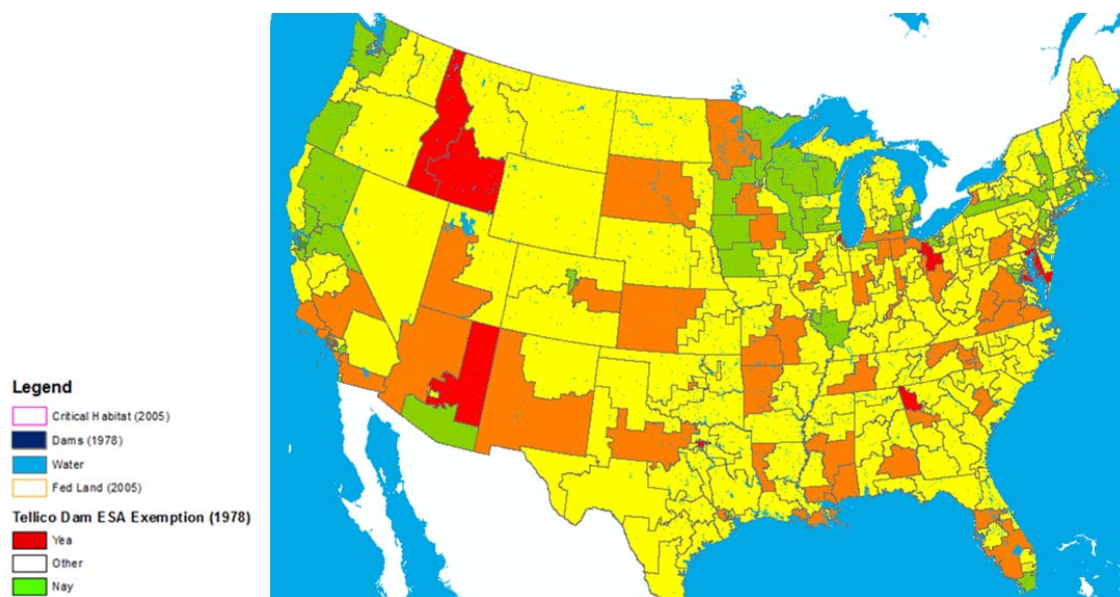 Legend
Critical Habitat (2005)
Dams (1978)
Water
Fed Land (2005)
Tellico Dam ESA Exemption (1978)
Yea
Other
Nay